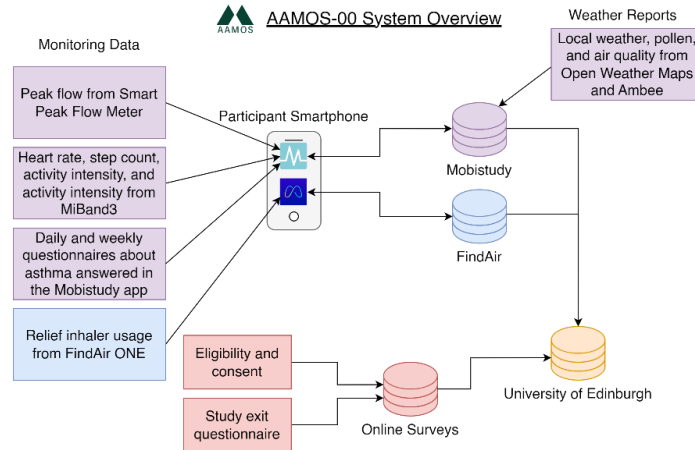 AAMOS
AAMOS-00 System Overview
Weather Reports
Monitoring Data
Local weather, pollen,
and air quality from
Open Weather Maps
and Ambee
Peak flow from Smart
Peak Flow Meter
Participant Smartphone
Heart rate, step count,
activity intensity, and
activity intensity from
MiBand3
Mobistudy
Daily and weekly
questionnaires about
asthma answered in
the Mobistudy app
FindAir
Relief inhaler usage
from FindAir ONE
Eligibility and
consent
University of Edinburgh
Study exit
questionnaire
Online Surveys